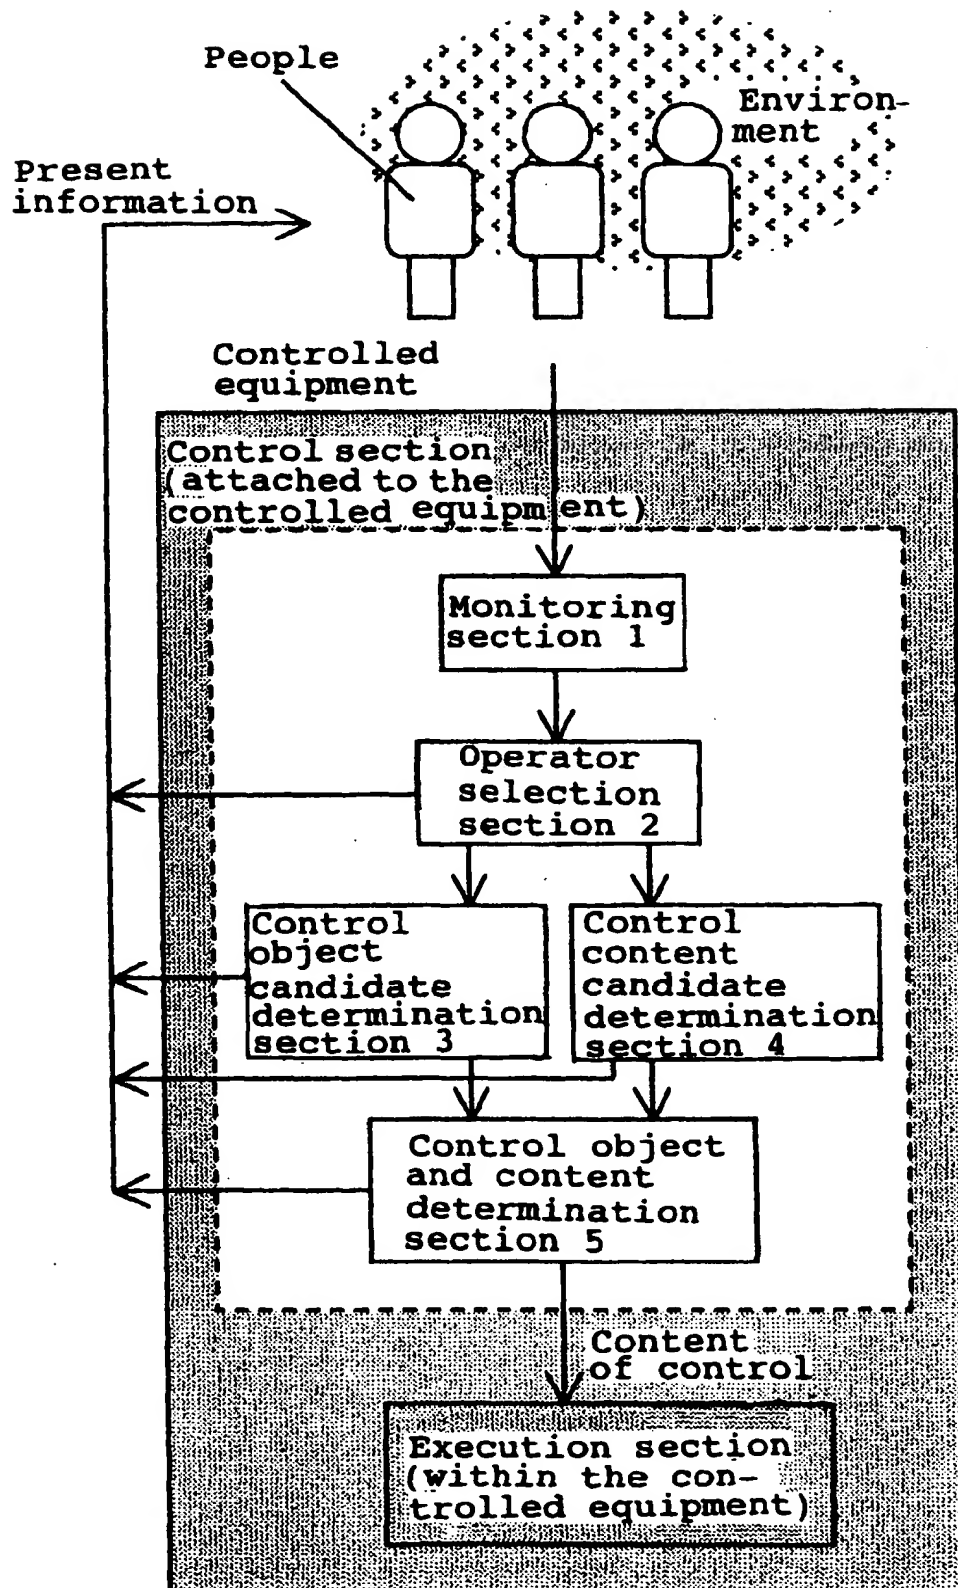 People
Environ-
ment
Present
information
Controlled
equipment
Control section
(attached to the
controlled equipment)
Monitoring
section 1
Operator
selection
section 2
Control
object
candidate
determination
section 3
Control
content
candidate
determination
section 4
Control object
and content
determination
section 5
Content
of control
Execution section
(within the con-
trolled equipment)